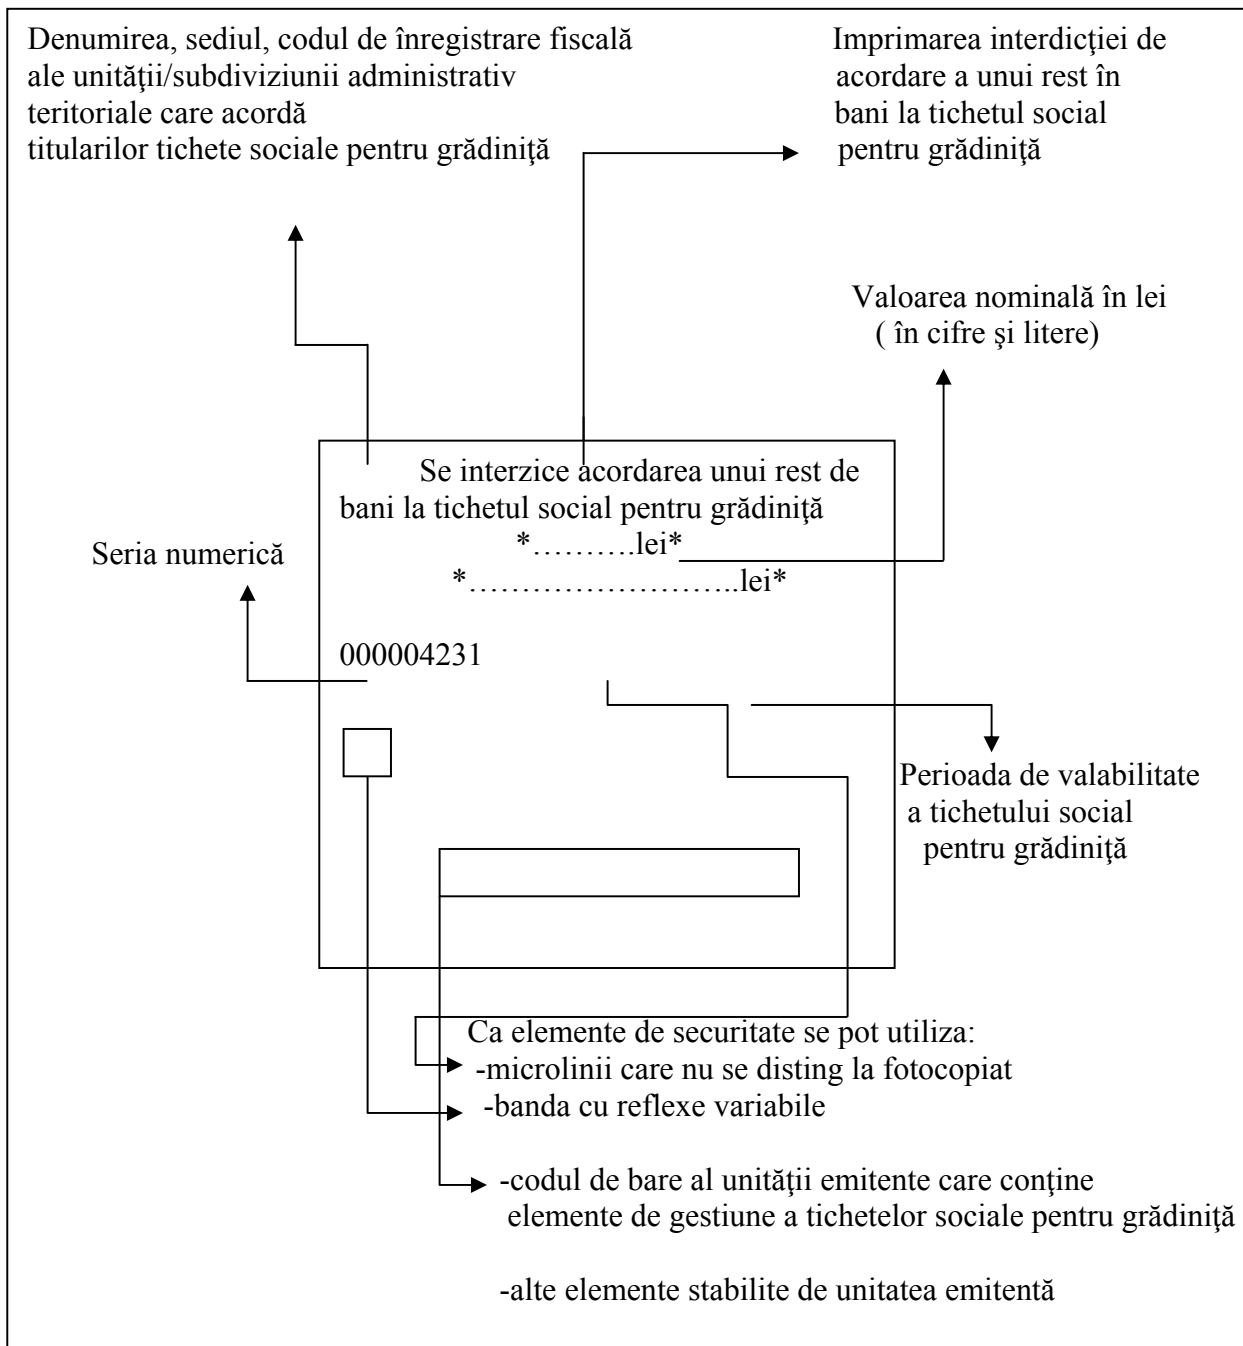 Denumirea, sediul, codul de înregistrare fiscală
ale unităţii/subdiviziunii administrativ
teritoriale care acordă
titularilor tichete sociale pentru grădiniţă
Imprimarea interdicţiei de
acordare a unui rest în
bani la tichetul social
pentru grădiniţă
Valoarea nominală în lei
( în cifre şi litere)
Se interzice acordarea unui rest de
bani la tichetul social pentru grădiniţă
*……….lei*
*……………………..lei*
Seria numerică
000004231
Perioada de valabilitate
a tichetului social
pentru grădiniţă
Ca elemente de securitate se pot utiliza:
-microlinii care nu se disting la fotocopiat
-banda cu reflexe variabile
-codul de bare al unităţii emitente care conţine
elemente de gestiune a tichetelor sociale pentru grădiniţă
-alte elemente stabilite de unitatea emitentă